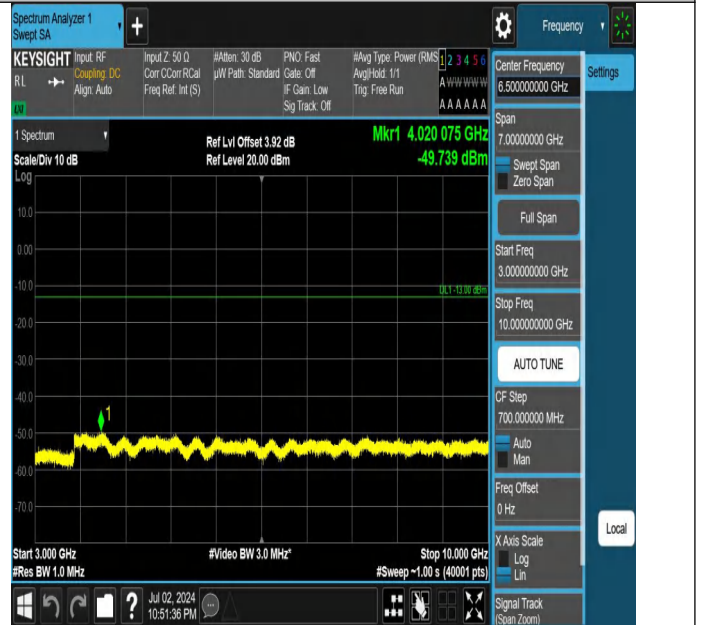 Spectrum Analyzer 1
Swept SA
+
Frequency
KEYSIGHT
RL
LXI
Input: RF
Coupling: DC
Align: Auto
Input Z: 50 Ω
Corr CCorr RCal
Freq Ref: Int (S)
#Atten: 30 dB
µW Path: Standard
PNO: Fast
Gate: Off
IF Gain: Low
Sig Track: Off
#Avg Type: Power (RMS
Avg|Hold: 1/1
Trig: Free Run
1 2 3 4 5 6
A W W W W W
A A A A A A
1 Spectrum
Scale/Div 10 dB
Log
Ref Lvl Offset 3.92 dB
Ref Level 20.00 dBm
Mkr1 4.020 075 GHz
-49.739 dBm
10.0
0.00
-10.0
DL1 -13.00 dBm
-20.0
-30.0
-40.0
1
-50.0
-60.0
-70.0
Start 3.000 GHz
#Res BW 1.0 MHz
#Video BW 3.0 MHz*
Stop 10.000 GHz
#Sweep ~1.00 s (40001 pts)
?
Jul 02, 2024
10:51:36 PM
Center Frequency
6.500000000 GHz
Settings
Span
7.00000000 GHz
Swept Span
Zero Span
Full Span
Start Freq
3.000000000 GHz
Stop Freq
10.000000000 GHz
AUTO TUNE
CF Step
700.000000 MHz
Auto
Man
Freq Offset
0 Hz
X Axis Scale
Log
Lin
Local
Signal Track
(Span Zoom)